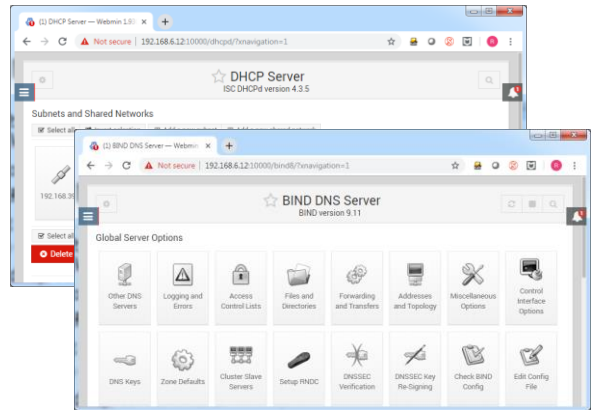 (1) DHCP Server — Webmin 1.93
Not secure | 192.168.6.12:10000/dhcpd/?xnavigation=1
DHCP Server
ISC DHCPd version 4.3.5
Subnets and Shared Networks
Select all
192.168.39
Select all
Delete
(1) BIND DNS Server — Webmin
Not secure | 192.168.6.12:10000/bind8/?xnavigation=1
BIND DNS Server
BIND version 9.11
Global Server Options
Other DNS Servers
Logging and Errors
Access Control Lists
Files and Directories
Forwarding and Transfers
Addresses and Topology
Miscellaneous Options
Control Interface Options
DNS Keys
Zone Defaults
Cluster Slave Servers
Setup RNDC
DNSSEC Verification
DNSSEC Key Re-Signing
Check BIND Config
Edit Config File